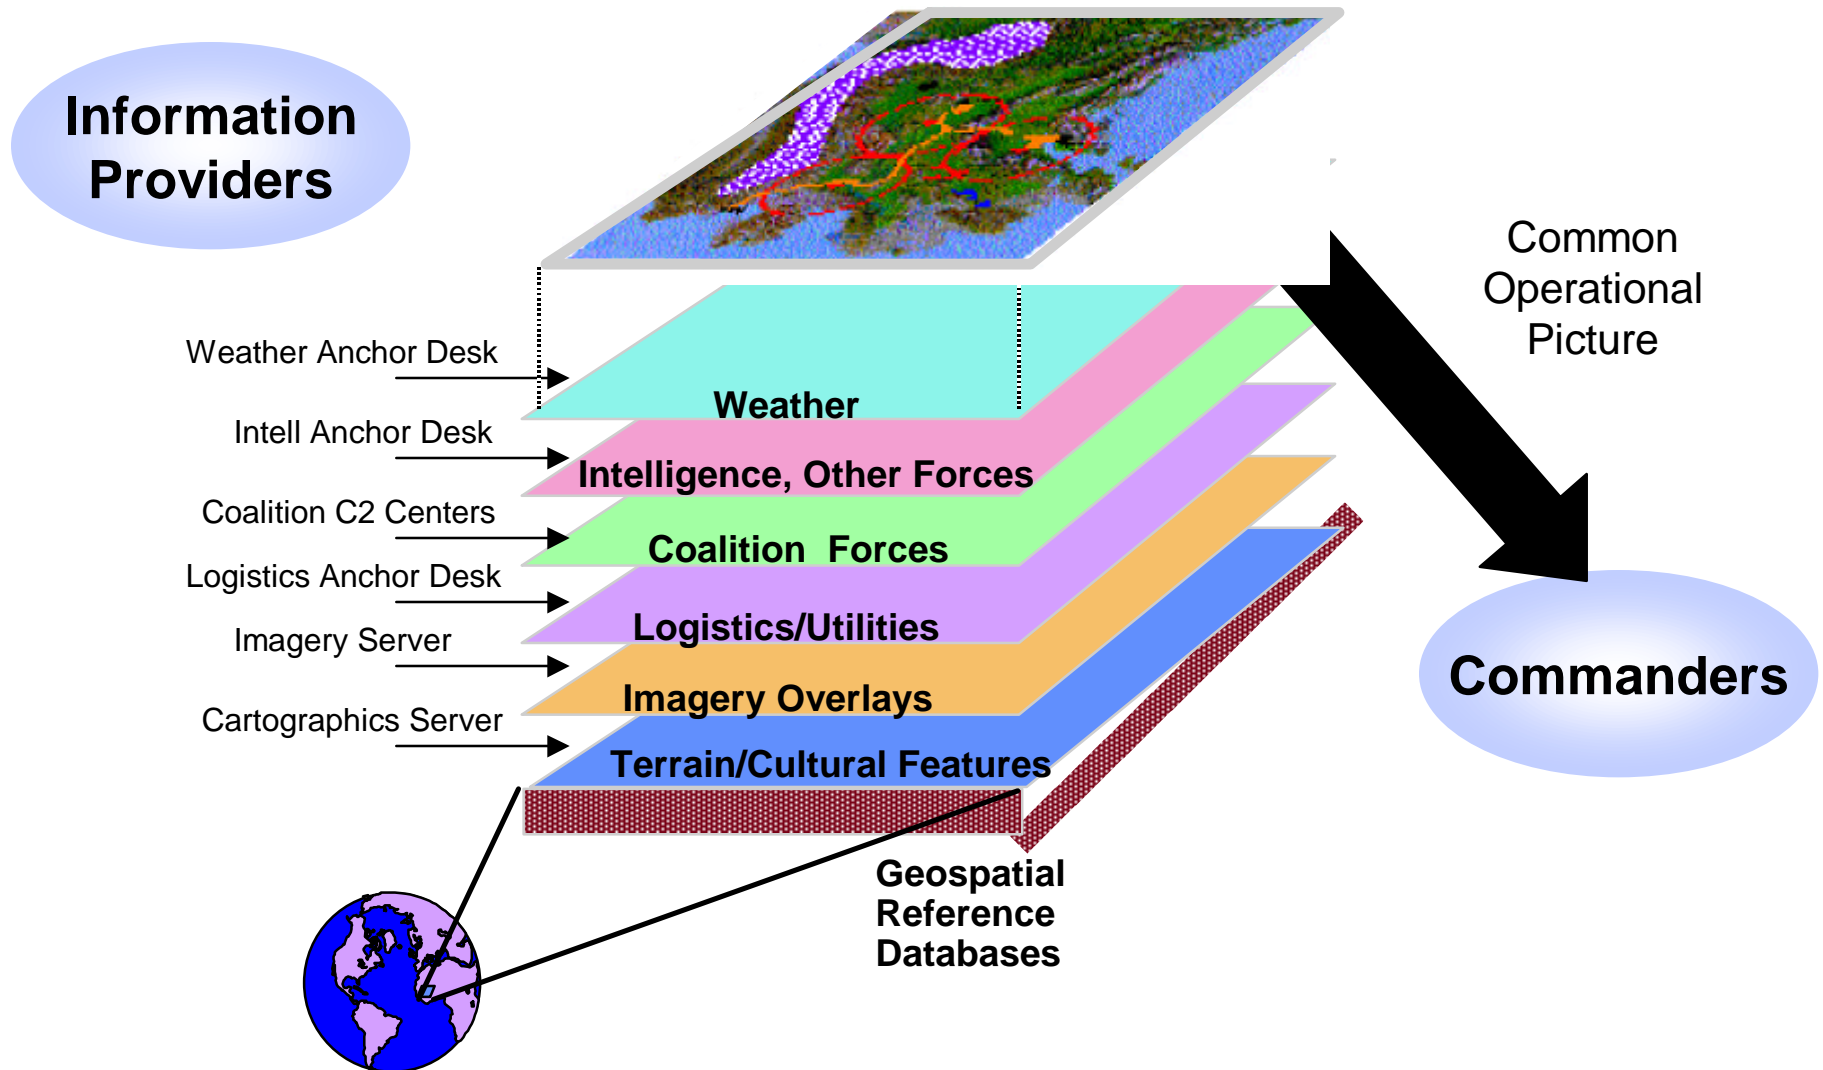 Information
Providers
Common
Operational
Picture
Weather Anchor Desk
Weather
Intell Anchor Desk
Intelligence, Other Forces
Coalition C2 Centers
Coalition  Forces
Logistics Anchor Desk
Logistics/Utilities
Imagery Server
Imagery Overlays
Commanders
Cartographics Server
Terrain/Cultural Features
Geospatial
Reference
Databases